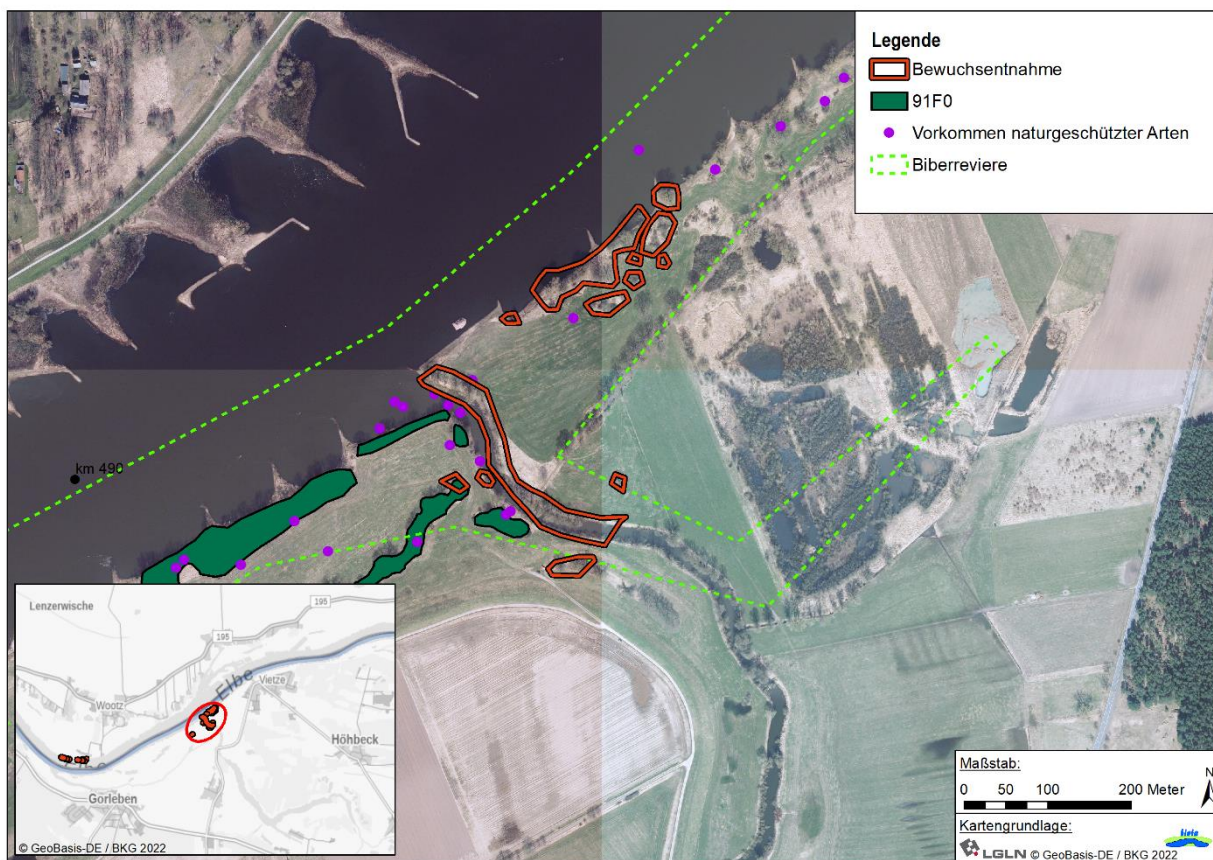 Legende
Bewuchsentnahme
91F0
Vorkommen naturgeschützter Arten
Biberreviere
km 490
Lenzerwische
195
195
Elbe
Vietze
Wootz
Höhbeck
Gorleben
© GeoBasis-DE / BKG 2022
Maßstab:
0 50 100 200 Meter
N
Kartengrundlage:
LGLN © GeoBasis-DE / BKG 2022